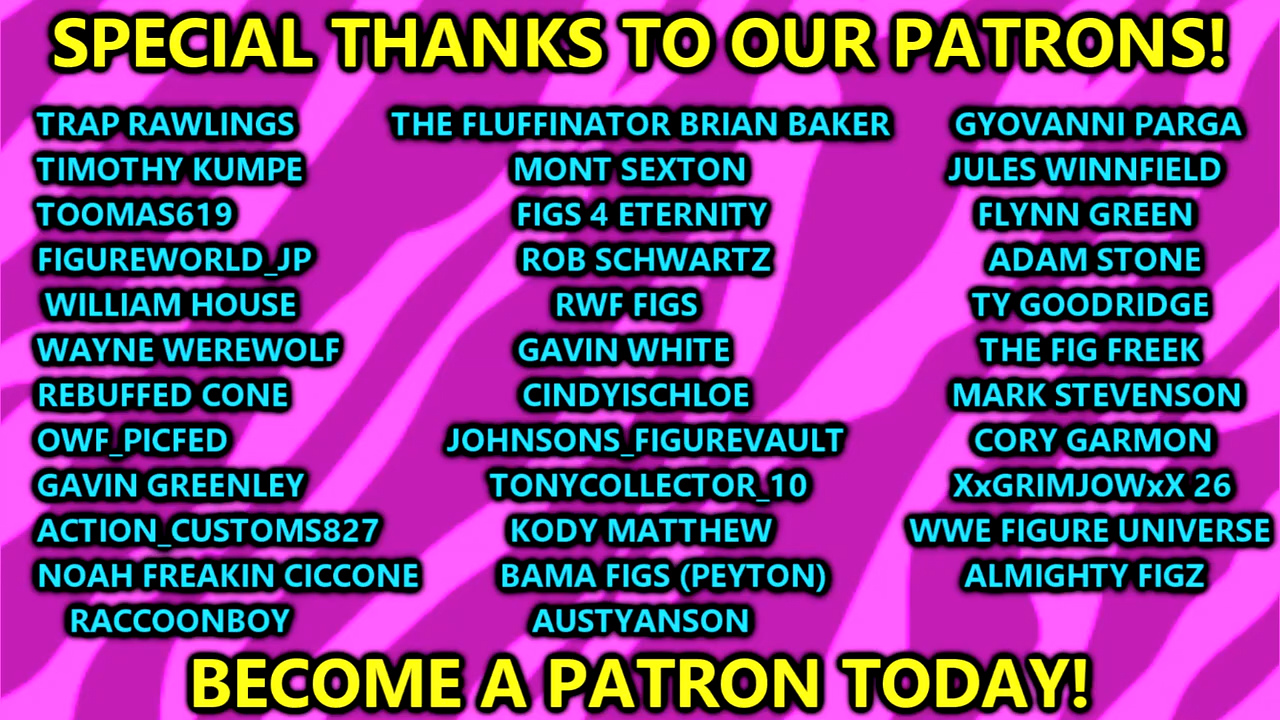 SPECIAL THANKS TO OUR PATRONS!
TRAP RAWLINGS
TIMOTHY KUMPE
TOOMAS619
FIGUREWORLD_JP
WILLIAM HOUSE
WAYNE WEREWOLF
REBUFFED CONE
OWF_PICFED
GAVIN GREENLEY
ACTION_CUSTOMS827
NOAH FREAKIN CICCONE
RACCOONBOY
THE FLUFFINATOR BRIAN BAKER
MONT SEXTON
FIGS 4 ETERNITY
ROB SCHWARTZ
RWF FIGS
GAVIN WHITE
CINDYISCHLOE
JOHNSONS_FIGUREVAULT
TONYCOLLECTOR_10
KODY MATTHEW
BAMA FIGS (PEYTON)
AUSTYANSON
GYOVANNI PARGA
JULES WINNFIELD
FLYNN GREEN
ADAM STONE
TY GOODRIDGE
THE FIG FREEK
MARK STEVENSON
CORY GARMON
XxGRIMJOWxX 26
WWE FIGURE UNIVERSE
ALMIGHTY FIGZ
BECOME A PATRON TODAY!